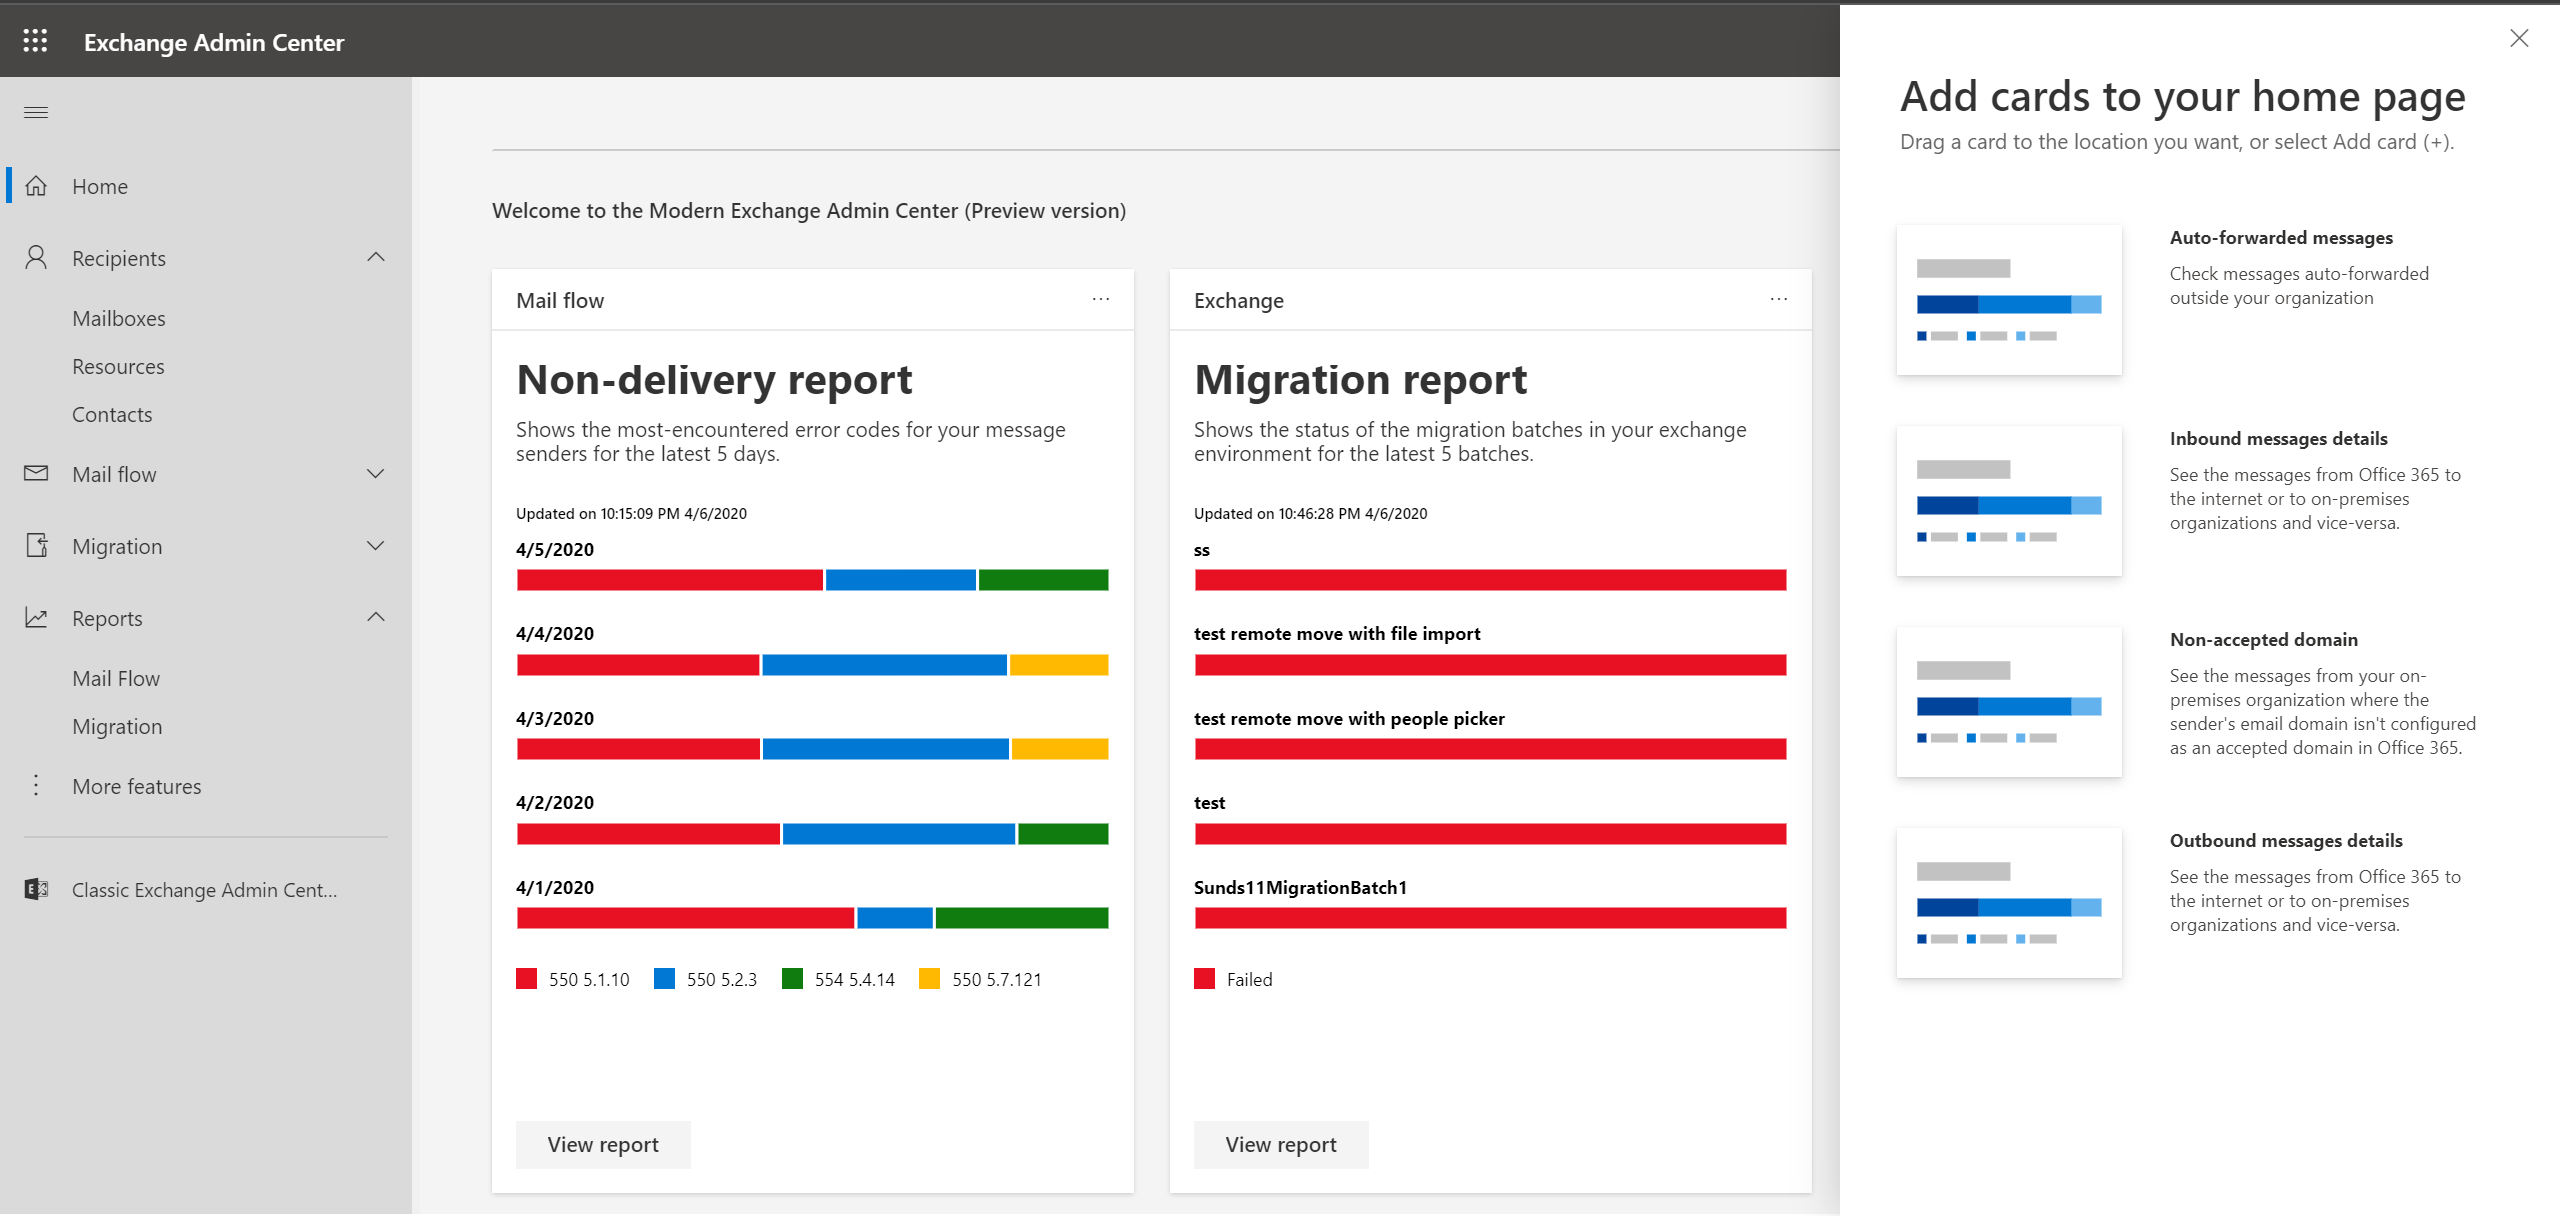 Exchange Admin Center
Home
Recipients
Mailboxes
Resources
Contacts
Mail flow
Migration
Reports
Mail Flow
Migration
More features
Classic Exchange Admin Cent...
Welcome to the Modern Exchange Admin Center (Preview version)
Mail flow
Non-delivery report
Shows the most-encountered error codes for your message
senders for the latest 5 days.
Updated on 10:15:09 PM 4/6/2020
4/5/2020
4/4/2020
4/3/2020
4/2/2020
4/1/2020
550 5.1.10 550 5.2.3 554 5.4.14 550 5.7.121
View report
Exchange
Migration report
Shows the status of the migration batches in your exchange
environment for the latest 5 batches.
Updated on 10:46:28 PM 4/6/2020
ss
test remote move with file import
test remote move with people picker
test
Sunds11MigrationBatch1
Failed
View report
Add cards to your home page
Drag a card to the location you want, or select Add card (+).
Auto-forwarded messages
Check messages auto-forwarded
outside your organization
Inbound messages details
See the messages from Office 365 to
the internet or to on-premises
organizations and vice-versa.
Non-accepted domain
See the messages from your on-
premises organization where the
sender's email domain isn't configured
as an accepted domain in Office 365.
Outbound messages details
See the messages from Office 365 to
the internet or to on-premises
organizations and vice-versa.